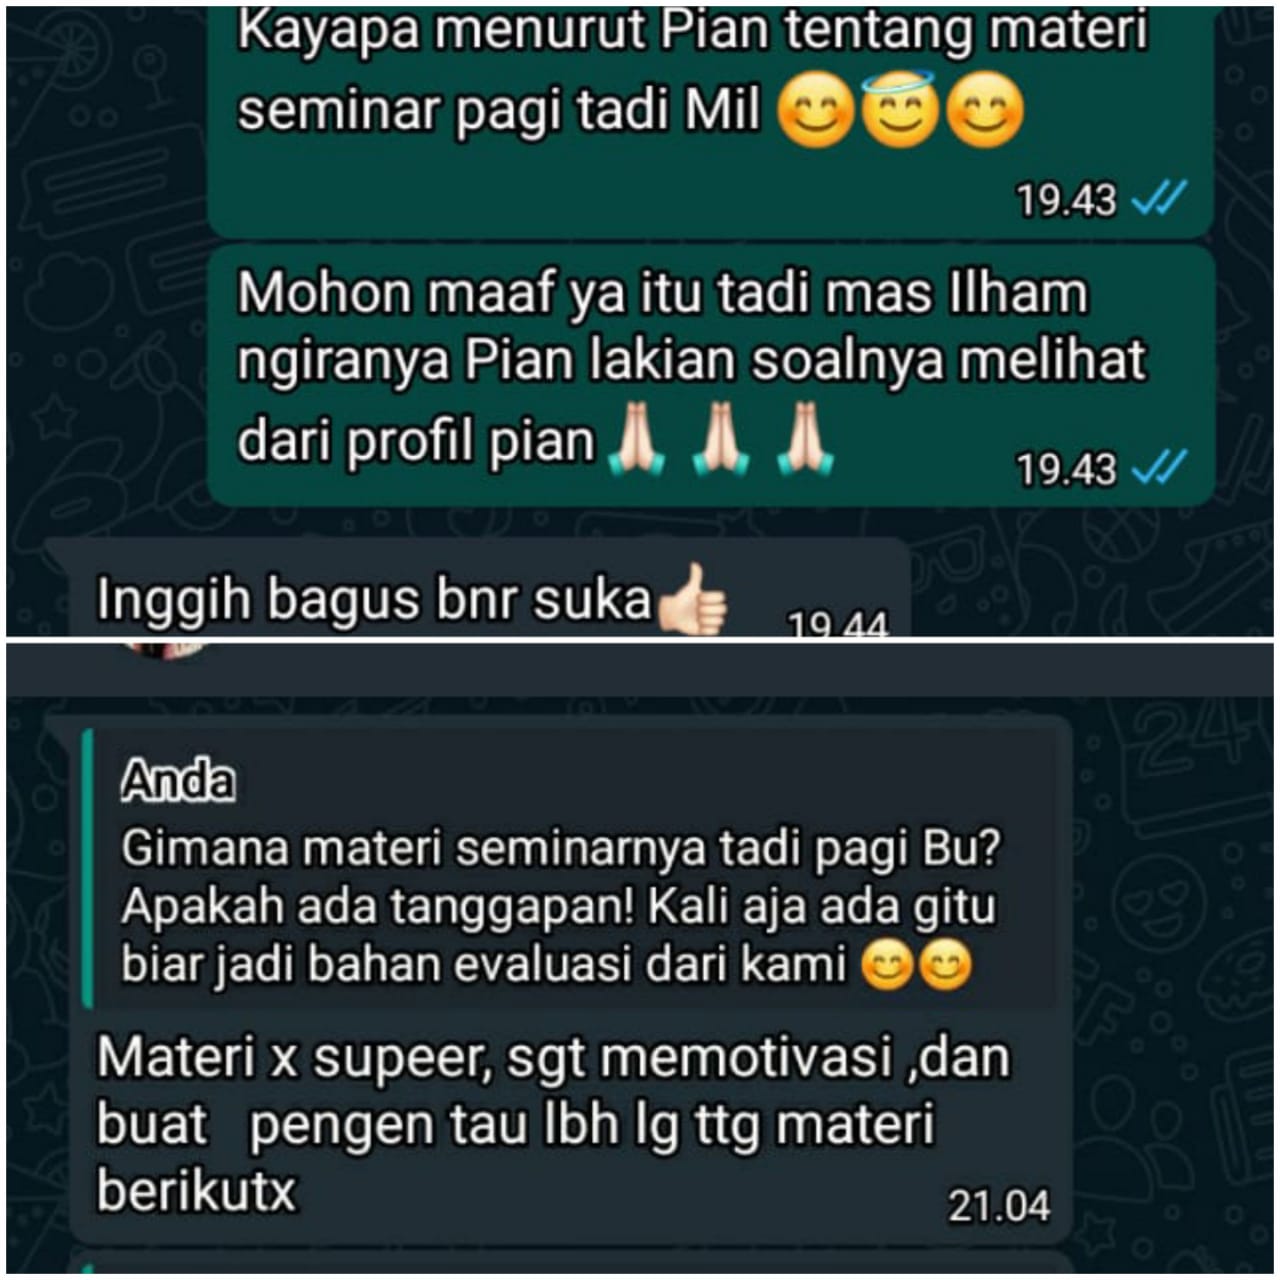 Kayapa menurut Pian tentang materi
seminar pagi tadi Mil 😊😇😊
19.43
Mohon maaf ya itu tadi mas Ilham
ngiranya Pian lakian soalnya melihat
dari profil pian 🙏🏻 🙏🏻 🙏🏻
19.43
Inggih bagus bnr suka👍🏻
19.44
Anda
Gimana materi seminarnya tadi pagi Bu?
Apakah ada tanggapan! Kali aja ada gitu
biar jadi bahan evaluasi dari kami 😊😊
Materi x supeer, sgt memotivasi ,dan
buat   pengen tau lbh lg ttg materi
berikutx
21.04